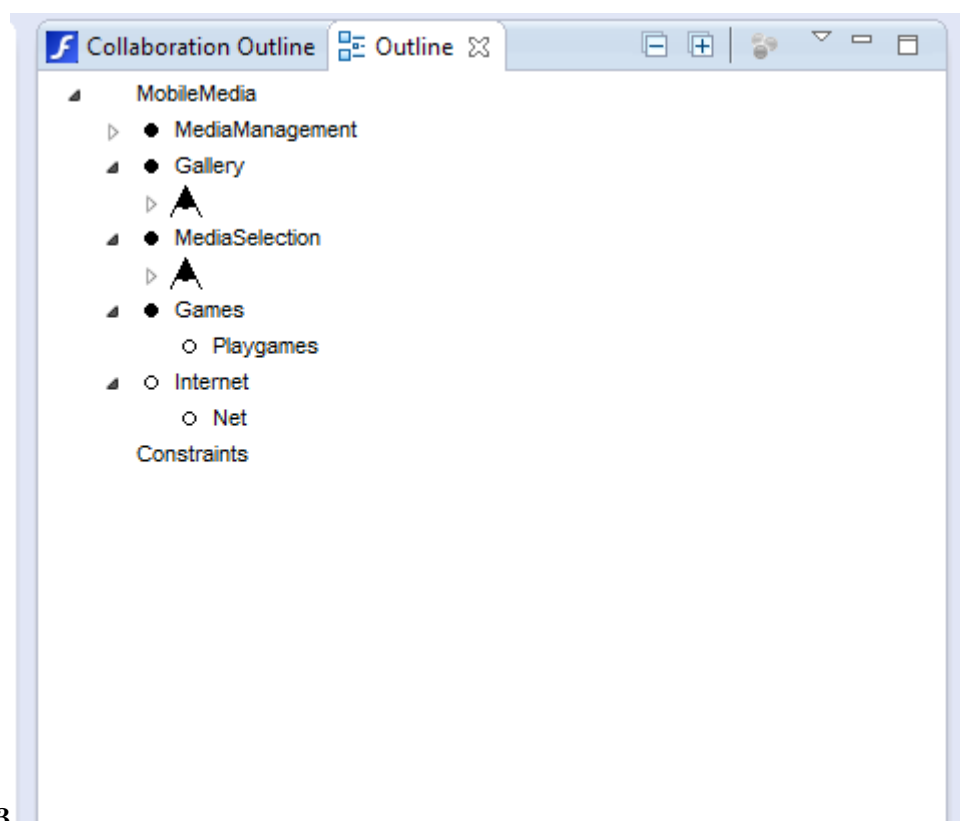 Collaboration Outline Outline
MobileMedia
MediaManagement
Gallery
MediaSelection
Games
Playgames
Internet
Net
Constraints